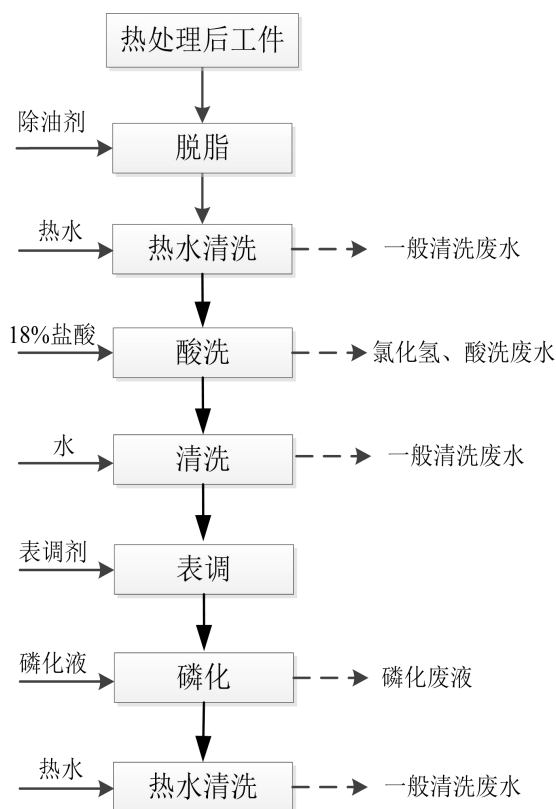 热处理后工件
除油剂
脱脂
热水
热水清洗
一般清洗废水
18%盐酸
酸洗
氯化氢、酸洗废水
水
清洗
一般清洗废水
表调剂
表调
磷化液
磷化
磷化废液
热水
热水清洗
一般清洗废水